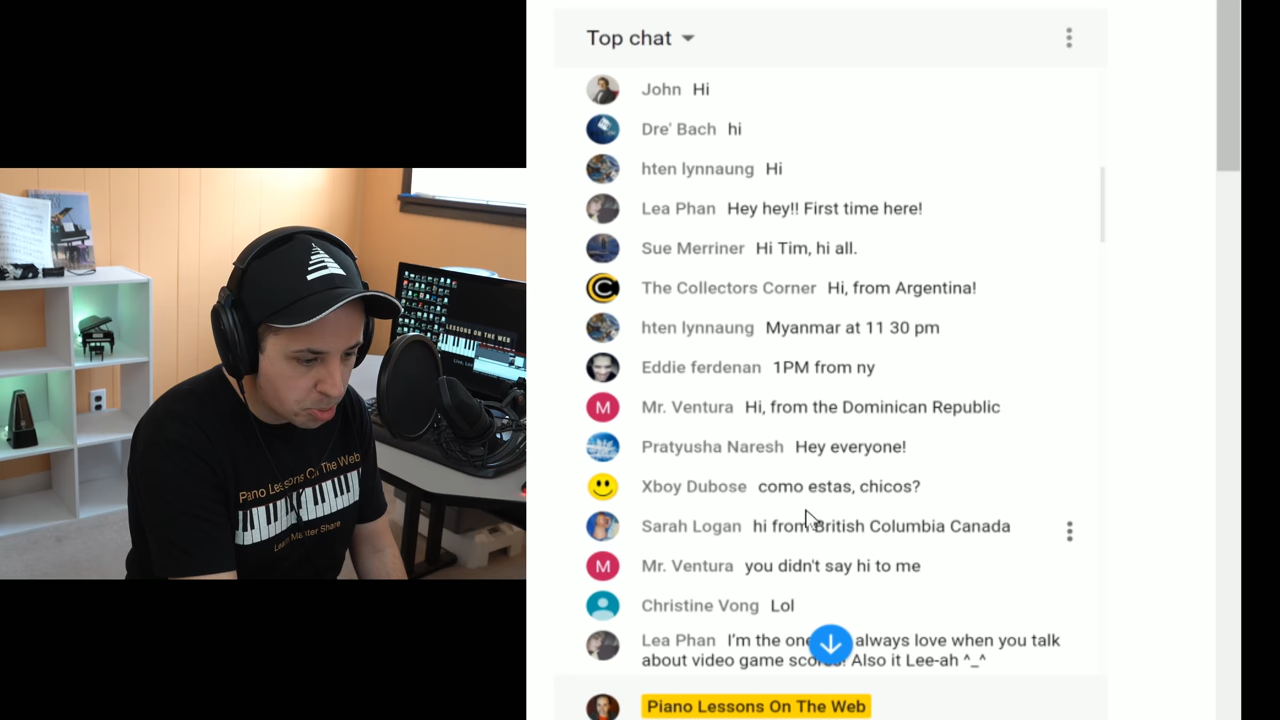 Top chat
John Hi
Dre' Bach hi
hten lynnaung Hi
Lea Phan Hey hey!! First time here!
Sue Merriner Hi Tim, hi all.
The Collectors Corner Hi, from Argentina!
hten lynnaung Myanmar at 11 30 pm
Eddie ferdenan 1PM from ny
Mr. Ventura Hi, from the Dominican Republic
Pratyusha Naresh Hey everyone!
Xboy Dubose como estas, chicos?
Sarah Logan hi from British Columbia Canada
M Mr. Ventura you didn't say hi to me
Christine Vong Lol
Lea Phan I'm the one always love when you talk
about video game Also it Lee-ah ^_^
Piano Lessons On The Web
LESSONS ON THE WEB
Piano Lessons On The Web
Learn Master Share